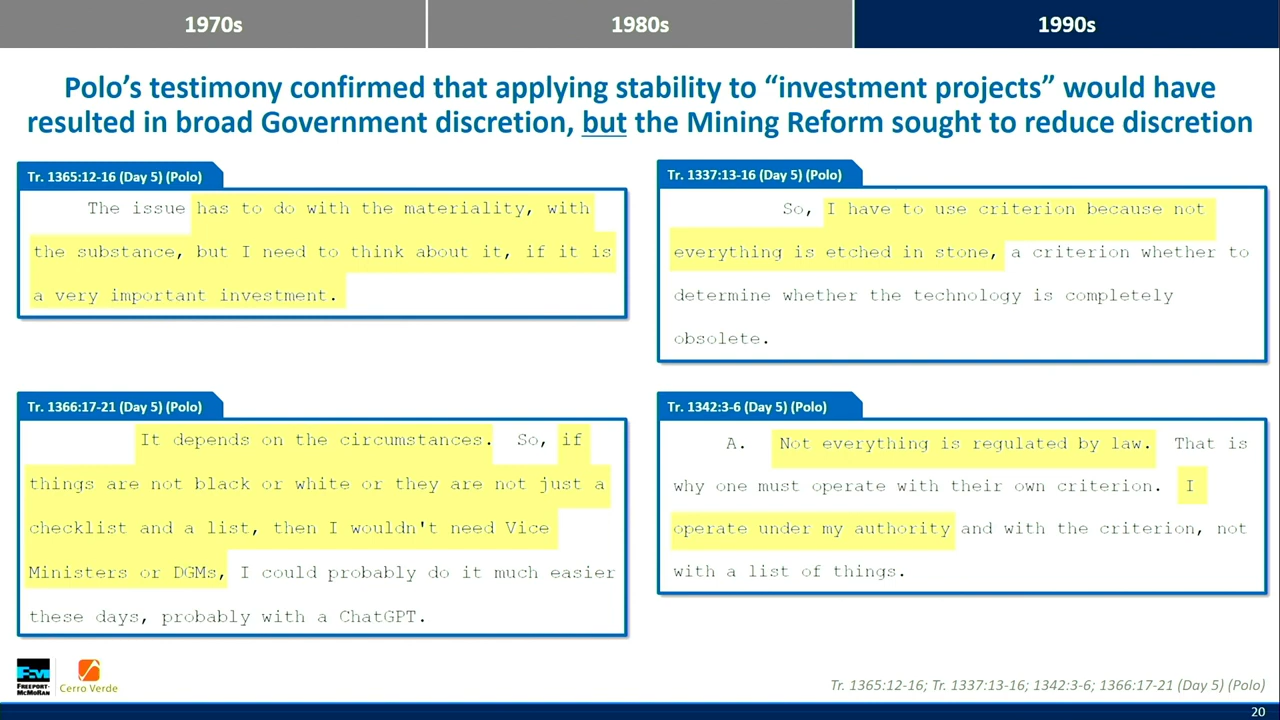 1970s
1980s
1990s
Polo’s testimony confirmed that applying stability to “investment projects” would have
resulted in broad Government discretion, but the Mining Reform sought to reduce discretion
Tr. 1365:12-16 (Day 5) (Polo)
The issue has to do with the materiality, with
the substance, but I need to think about it, if it is
a very important investment.
Tr. 1337:13-16 (Day 5) (Polo)
So, I have to use criterion because not
everything is etched in stone, a criterion whether to
determine whether the technology is completely
obsolete.
Tr. 1366:17-21 (Day 5) (Polo)
It depends on the circumstances. So, if
things are not black or white or they are not just a
checklist and a list, then I wouldn't need Vice
Ministers or DGMs, I could probably do it much easier
these days, probably with a ChatGPT.
Tr. 1342:3-6 (Day 5) (Polo)
A. Not everything is regulated by law. That is
why one must operate with their own criterion. I
operate under my authority and with the criterion, not
with a list of things.
FREEPORT-
McMoRAN
Cerro Verde
Tr. 1365:12-16; Tr. 1337:13-16; 1342:3-6; 1366:17-21 (Day 5) (Polo)
20